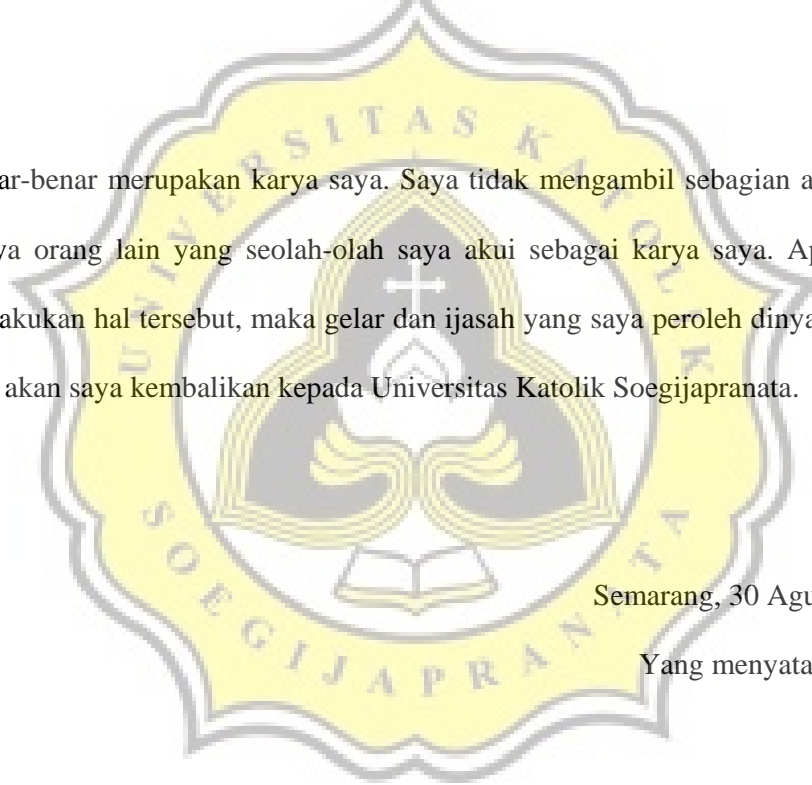 UNIVERSITAS KATOLIK
ar-benar merupakan karya saya. Saya tidak mengambil sebagian a
ya orang lain yang seolah-olah saya akui sebagai karya saya. Ap
akukan hal tersebut, maka gelar dan ijasah yang saya peroleh dinya
akan saya kembalikan kepada Universitas Katolik Soegijapranata.
Semarang, 30 Agu
Yang menyata
SOEGIJAPRANATA